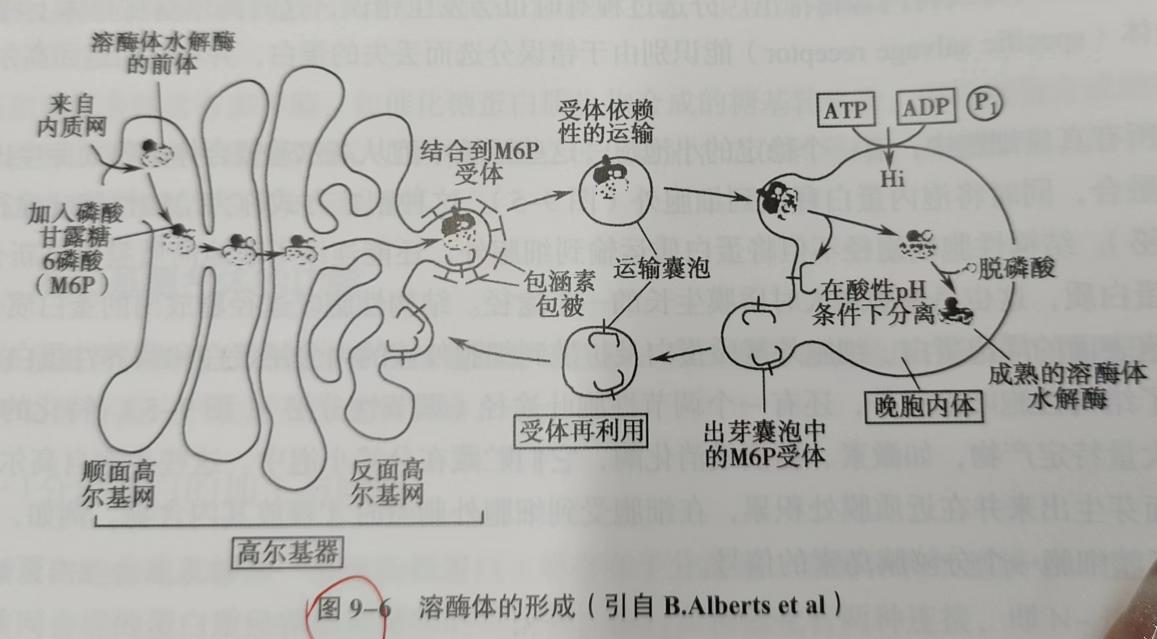 溶酶体水解酶
的前体
来自
内质网
加入磷酸
甘露糖
6磷酸
（M6P）
结合到M6P
受体
包涵素
包被
受体依赖
性的运输
运输囊泡
ATP
ADP
P1
Hi
脱磷酸
在酸性pH
条件下分离
成熟的溶酶体
水解酶
晚胞内体
受体再利用
出芽囊泡中
的M6P受体
顺面高
尔基网
反面高
尔基网
高尔基器
图 9-6 溶酶体的形成（引自 B.Alberts et al）